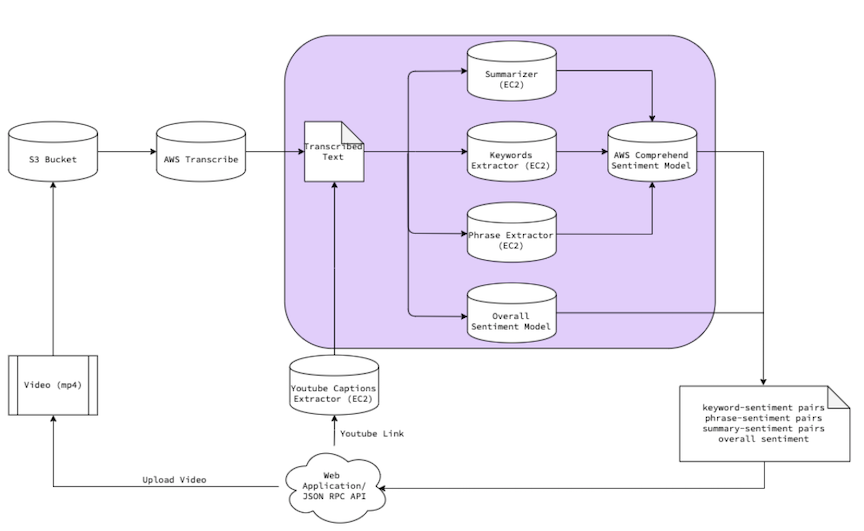 Summarizer
(EC2)
S3 Bucket
AWS Transcribe
Transcribed
Text
Keywords
Extractor (EC2)
AWS Comprehend
Sentiment Model
Phrase Extractor
(EC2)
Overall
Sentiment Model
Video (mp4)
Youtube Captions
Extractor (EC2)
keyword-sentiment pairs
phrase-sentiment pairs
summary-sentiment pairs
overall sentiment
Youtube Link
Upload Video
Web
Application/
JSON RPC API